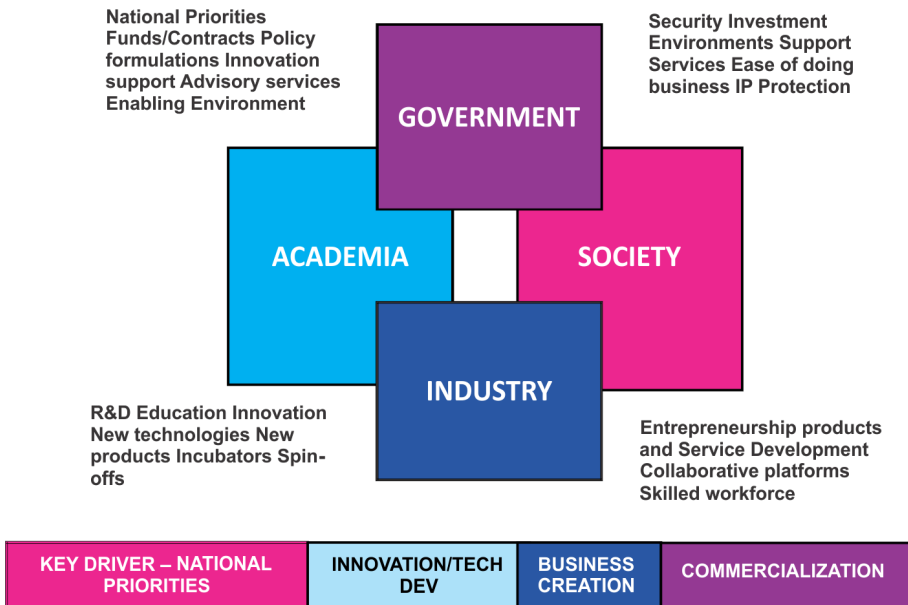 National Priorities
Funds/Contracts Policy
formulations Innovation
support Advisory services
Enabling Environment
Security Investment
Environments Support
Services Ease of doing
business IP Protection
GOVERNMENT
ACADEMIA
SOCIETY
INDUSTRY
R&D Education Innovation
New technologies New
products Incubators Spin-
offs
Entrepreneurship products
and Service Development
Collaborative platforms
Skilled workforce
KEY DRIVER – NATIONAL
PRIORITIES
INNOVATION/TECH
DEV
BUSINESS
CREATION
COMMERCIALIZATION